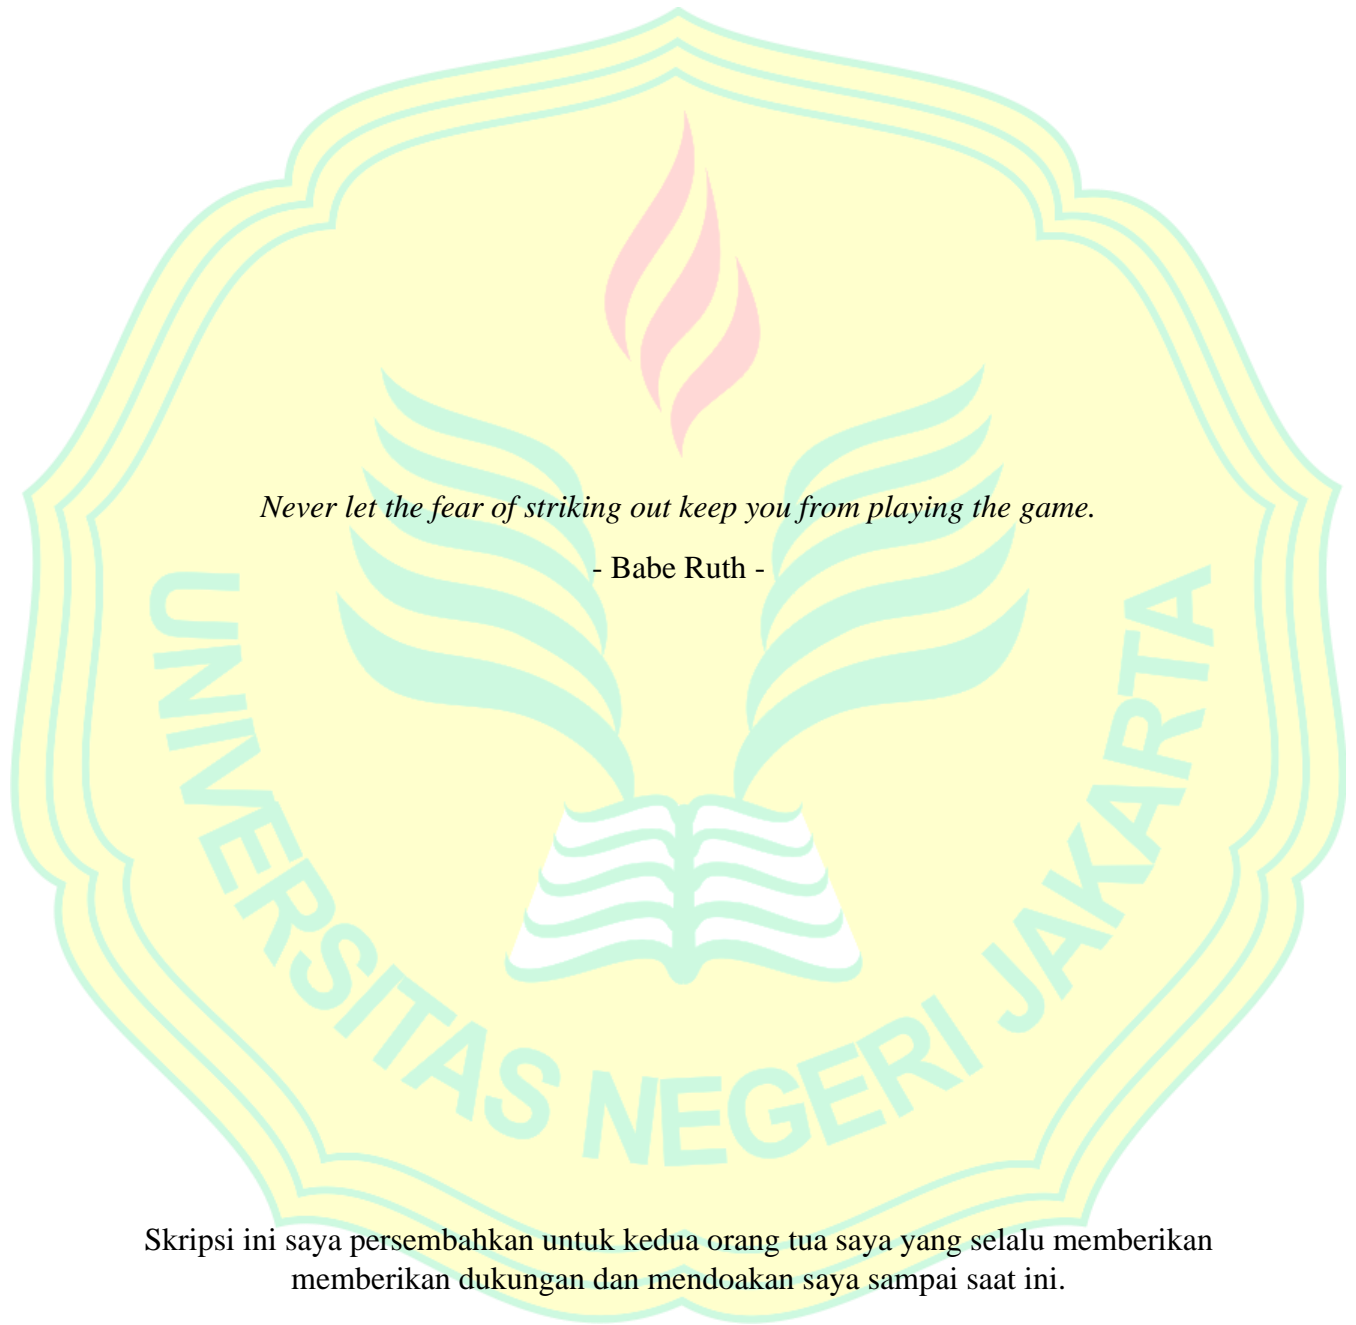 Never let the fear of striking out keep you from playing the game.
- Babe Ruth -
UNIVERSITAS NEGERI JAKARTA
Skripsi ini saya persembahkan untuk kedua orang tua saya yang selalu memberikan
memberikan dukungan dan mendoakan saya sampai saat ini.